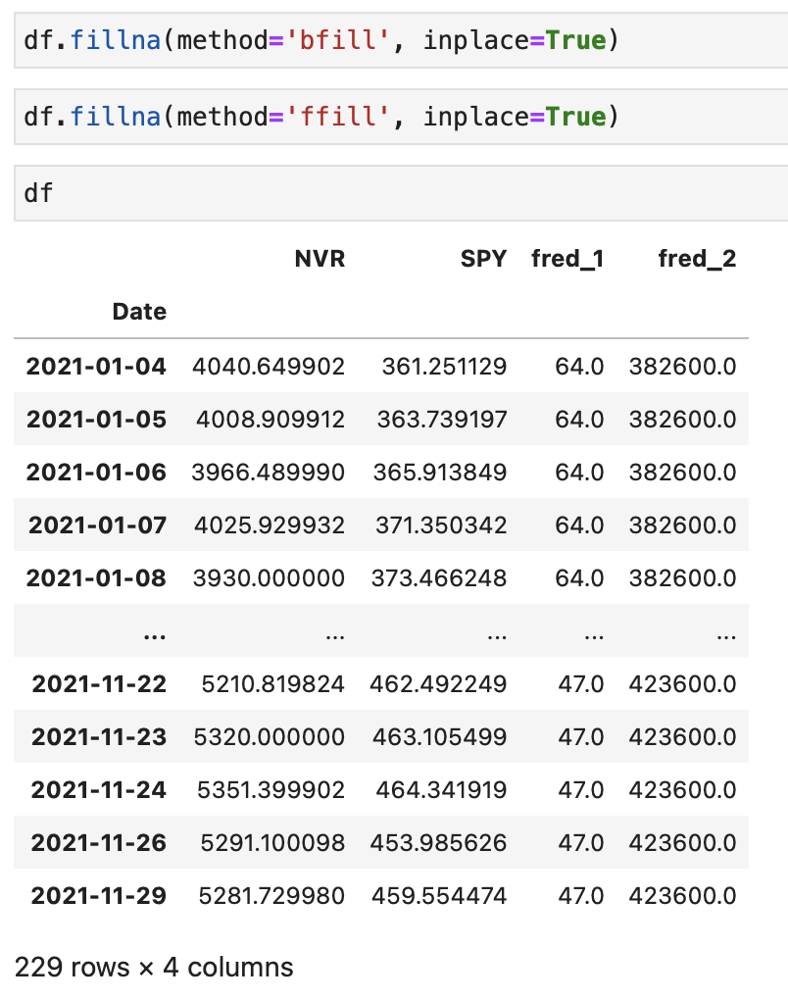 df.fillna(method='bfill', inplace=True)
df.fillna(method='ffill', inplace=True)
df
NVR SPY fred_1 fred_2
Date
2021-01-04 4040.649902 361.251129 64.0 382600.0
2021-01-05 4008.909912 363.739197 64.0 382600.0
2021-01-06 3966.489990 365.913849 64.0 382600.0
2021-01-07 4025.929932 371.350342 64.0 382600.0
2021-01-08 3930.000000 373.466248 64.0 382600.0
... ... ... ... ...
2021-11-22 5210.819824 462.492249 47.0 423600.0
2021-11-23 5320.000000 463.105499 47.0 423600.0
2021-11-24 5351.399902 464.341919 47.0 423600.0
2021-11-26 5291.100098 453.985626 47.0 423600.0
2021-11-29 5281.729980 459.554474 47.0 423600.0
229 rows × 4 columns